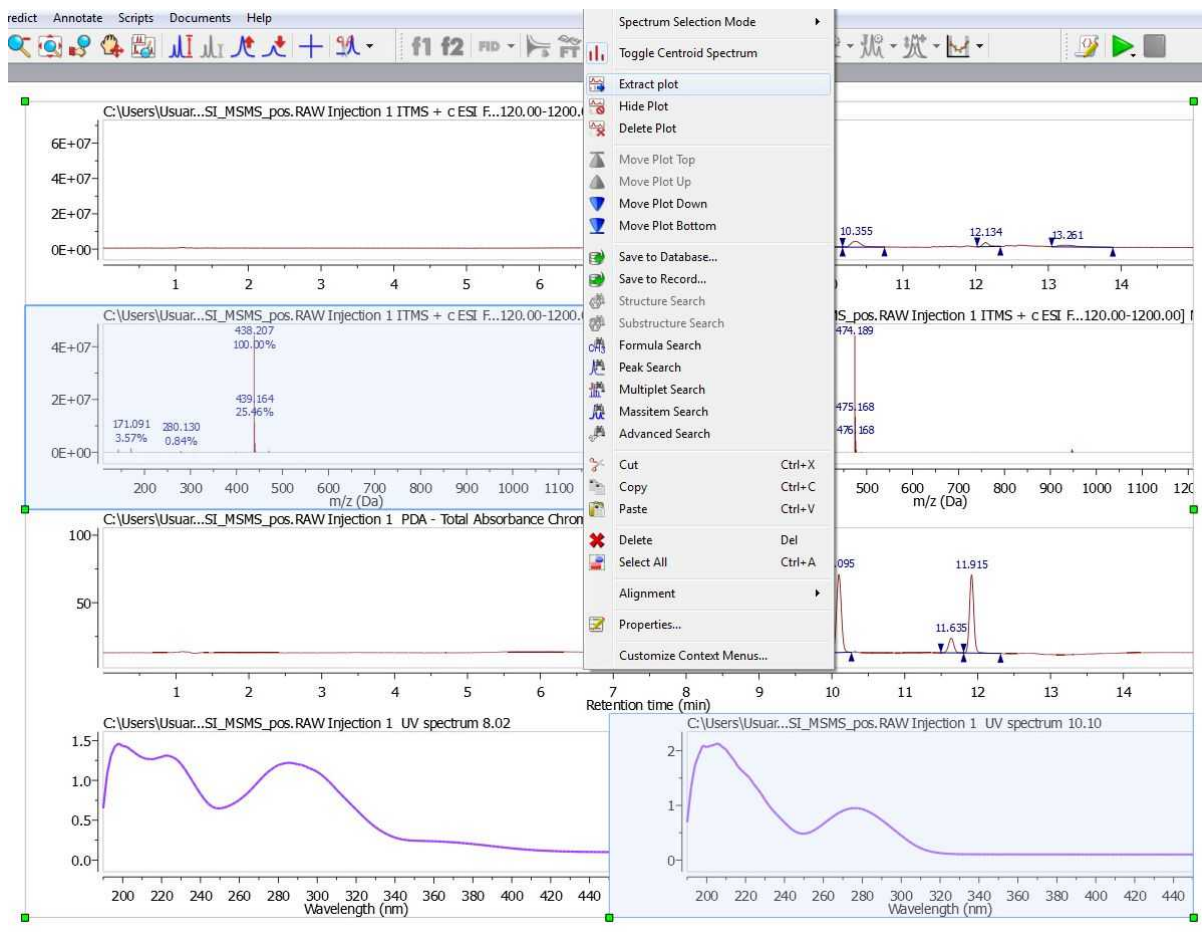 redict Annotate Scripts Documents Help
f1 f2 FID FT
Spectrum Selection Mode
Toggle Centroid Spectrum
Extract plot
Hide Plot
Delete Plot
Move Plot Top
Move Plot Up
Move Plot Down
Move Plot Bottom
Save to Database...
Save to Record...
Structure Search
Substructure Search
Formula Search
Peak Search
Multiplet Search
Massitem Search
Advanced Search
Cut Ctrl+X
Copy Ctrl+C
Paste Ctrl+V
Delete Del
Select All Ctrl+A
Alignment
Properties...
Customize Context Menus...
C:\Users\Usuar...SI_MSMS_pos.RAW Injection 1 ITMS + c ESI F...120.00-1200.0
6E+07
4E+07
2E+07
0E+00
10.355 12.134 13.261
1 2 3 4 5 6 11 12 13 14
C:\Users\Usuar...SI_MSMS_pos.RAW Injection 1 ITMS + c ESI F...120.00-1200.0
MS_pos.RAW Injection 1 ITMS + c ESI F...120.00-1200.00]
4E+07
2E+07
0E+00
438.207
100.00%
439.164
25.46%
171.091
3.57%
280.130
0.84%
200 300 400 500 600 700 800 900 1000 1100
m/z (Da)
474.189
475.168
476.168
500 600 700 800 900 1000 1100 120
m/z (Da)
C:\Users\Usuar...SI_MSMS_pos.RAW Injection 1 PDA - Total Absorbance Chron
100
50
.095 11.635 11.915
1 2 3 4 5 6 7 8 9 10 11 12 13 14
Retention time (min)
C:\Users\Usuar...SI_MSMS_pos.RAW Injection 1 UV spectrum 8.02
1.5
1.0
0.5
0.0
200 220 240 260 280 300 320 340 360 380 400 420 440
Wavelength (nm)
C:\Users\Usuar...SI_MSMS_pos.RAW Injection 1 UV spectrum 10.10
2
1
0
200 220 240 260 280 300 320 340 360 380 400 420 440
Wavelength (nm)